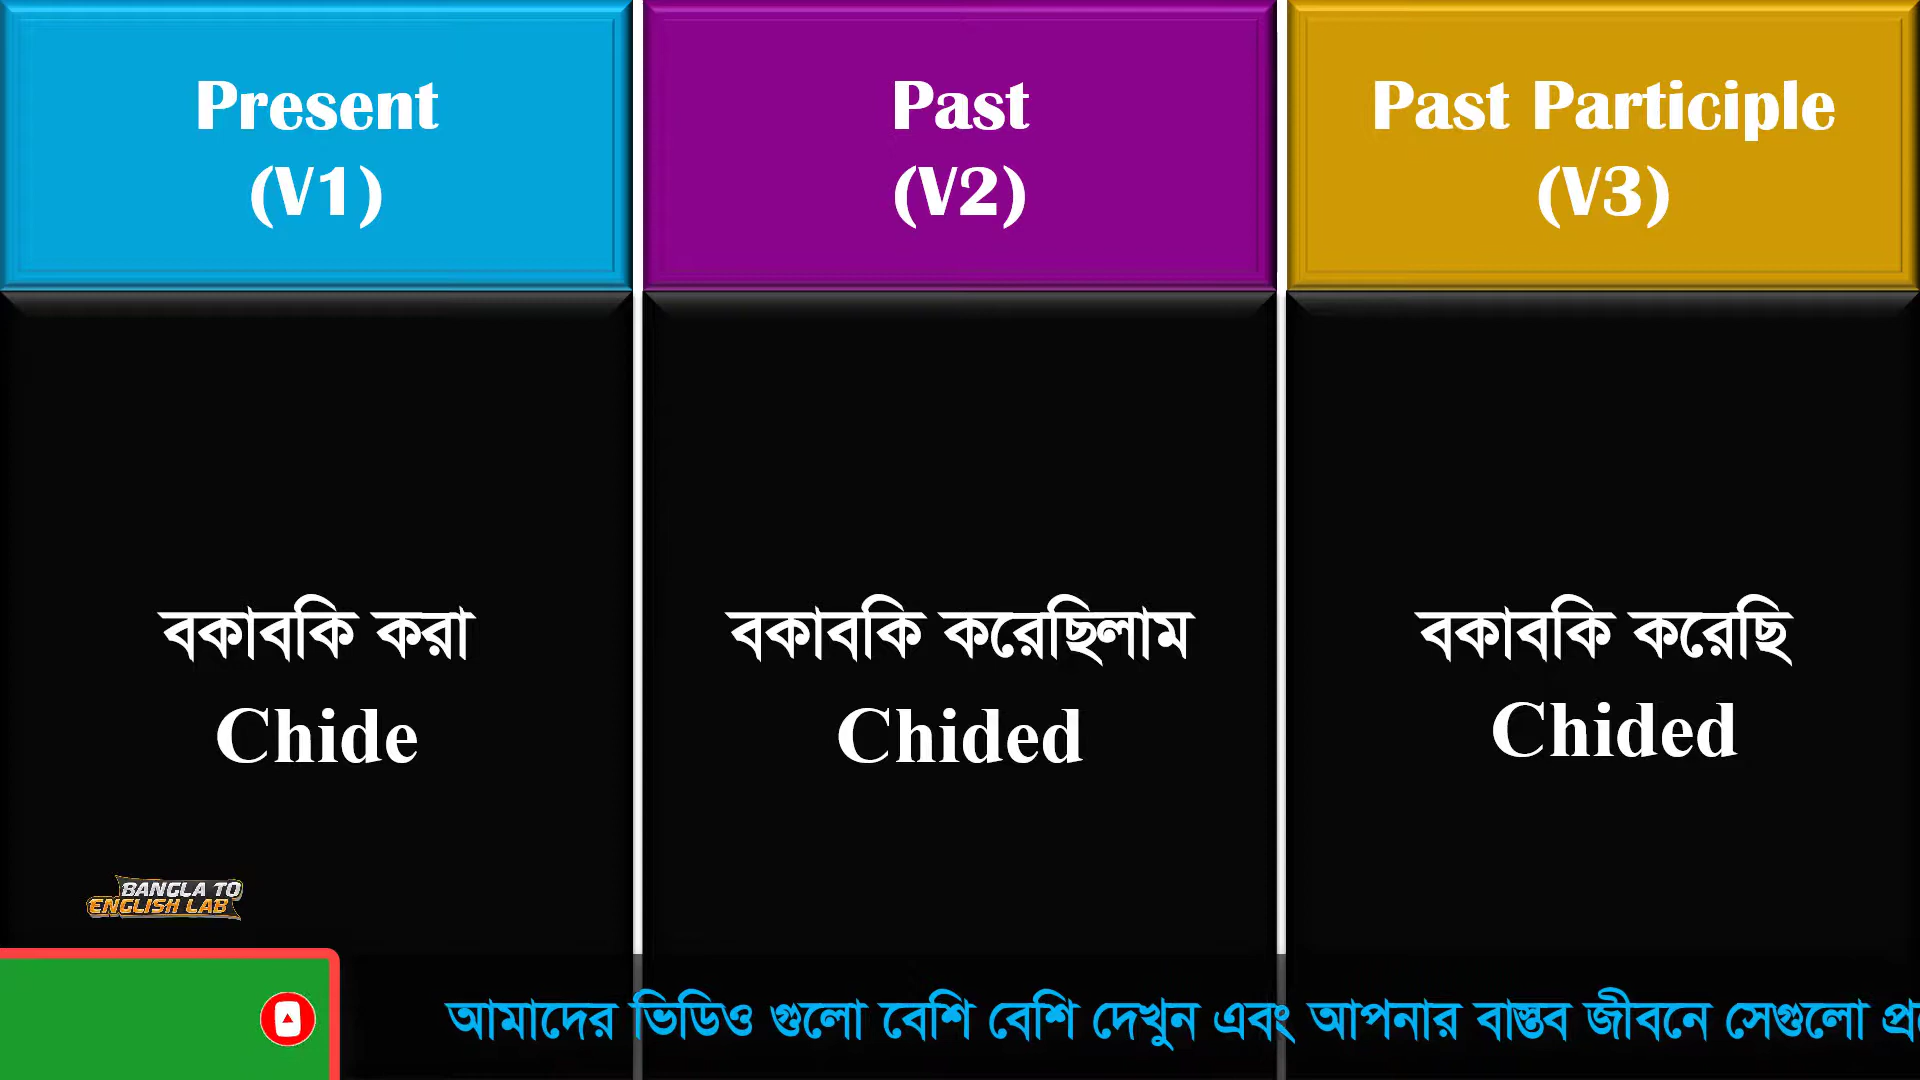 Present
(V1)
Past
(V2)
Past Participle
(V3)
বকাবকি করা
Chide
বকাবকি করেছিলাম
Chided
বকাবকি করেছি
Chided
BANGLA TO
ENGLISH LAB
আমাদের ভিডিও গুলো বেশি বেশি দেখুন এবং আপনার বাস্তব জীবনে সেগুলো